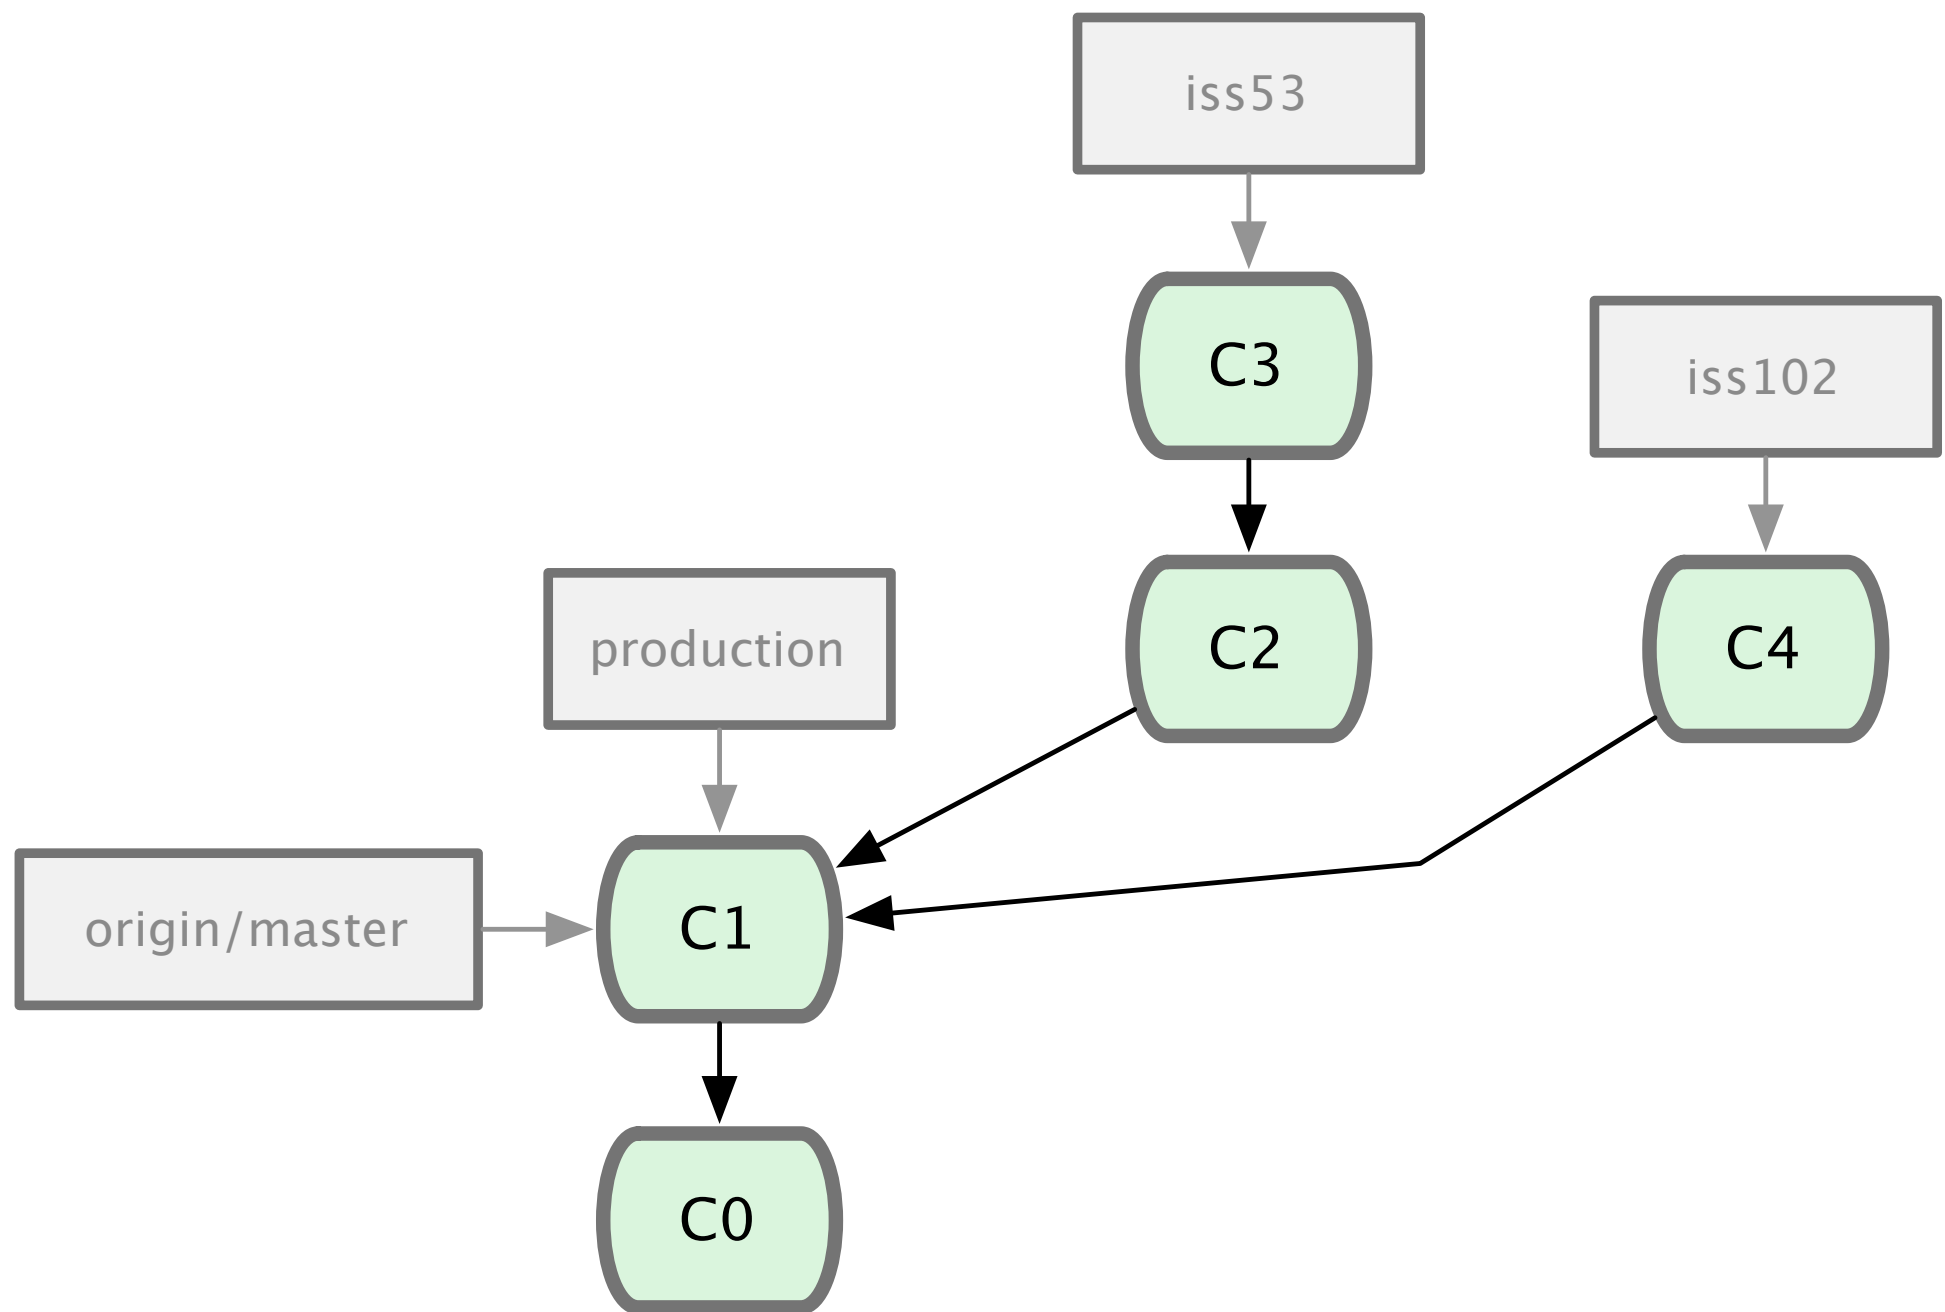 iss53
C3
iss102
production
C2
C4
origin/master
C1
C0